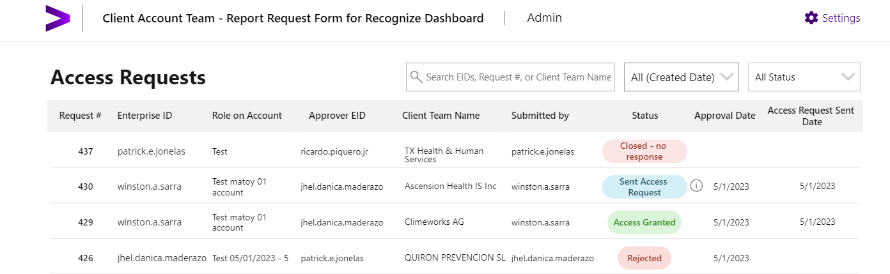 Client Account Team - Report Request Form for Recognize Dashboard Admin Settings
Access Requests Search EIDs, Request #, or Client Team Name All (Created Date) All Status
Request # Enterprise ID Role on Account Approver EID Client Team Name Submitted by Status Approval Date Access Request Sent Date
437 patrick.e.jonelas Test ricardo.piquero.jr TX Health & Human Services patrick.e.jonelas Closed - no response
430 winston.a.sarra Test matoy 01 account jhel.danica.maderazo Ascension Health IS Inc winston.a.sarra Sent Access Request 5/1/2023 5/1/2023
429 winston.a.sarra Test matoy 01 account jhel.danica.maderazo Climeworks AG winston.a.sarra Access Granted 5/1/2023 5/1/2023
426 jhel.danica.maderazo Test 05/01/2023 - 5 patrick.e.jonelas QUIRON PREVENCION SL jhel.danica.maderazo Rejected 5/1/2023